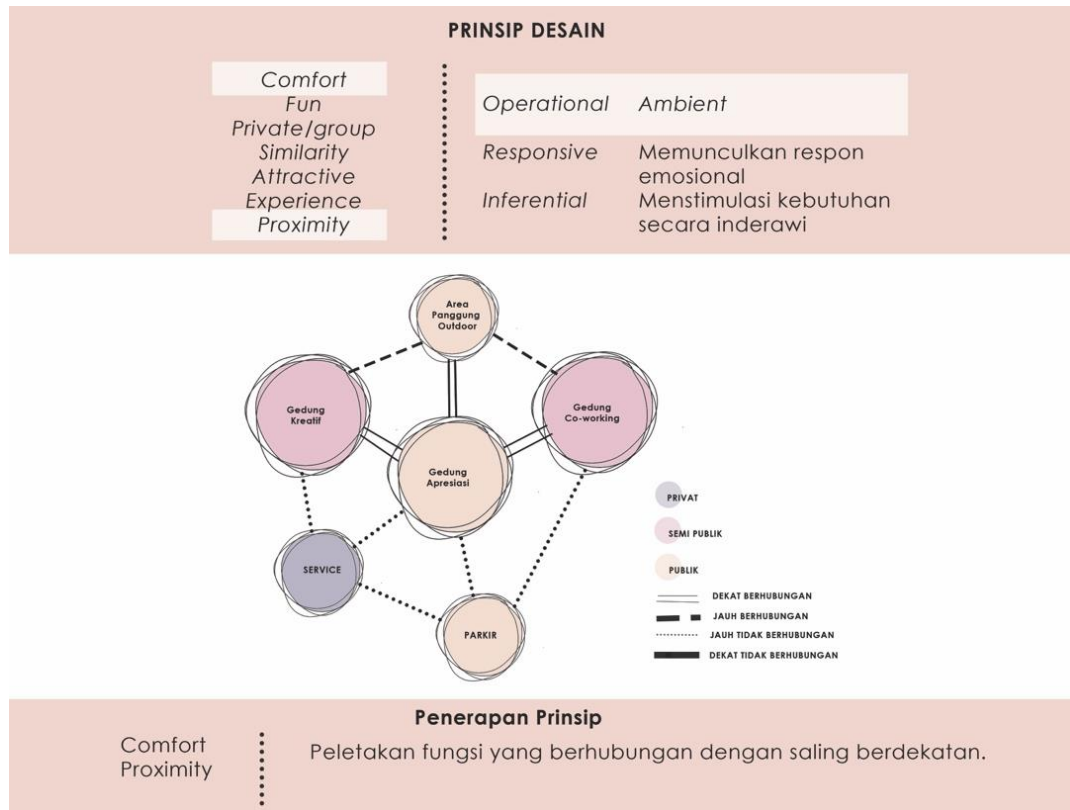 PRINSIP DESAIN
Comfort
Fun
Private/group
Similarity
Attractive
Experience
Proximity
Operational Ambient
Responsive Memunculkan respon
emosional
Inferential Menstimulasi kebutuhan
secara inderawi
Area
Panggung
Outdoor
Gedung
Kreatif
Gedung
Co-working
Gedung
Apresiasi
SERVICE
PARKIR
PRIVAT
SEMI PUBLIK
PUBLIK
DEKAT BERHUBUNGAN
JAUH BERHUBUNGAN
JAUH TIDAK BERHUBUNGAN
DEKAT TIDAK BERHUBUNGAN
Penerapan Prinsip
Comfort
Proximity
Peletakan fungsi yang berhubungan dengan saling berdekatan.